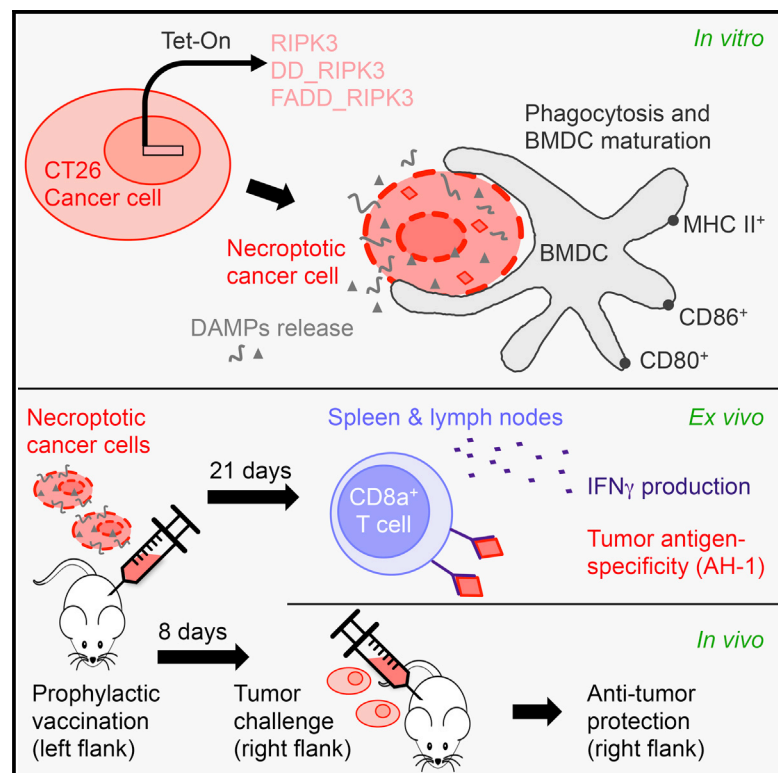 In vitro
Tet-On
RIPK3
DD_RIPK3
FADD_RIPK3
CT26
Cancer cell
Phagocytosis and
BMDC maturation
Necroptotic
cancer cell
BMDC
MHC II+
CD86+
CD80+
DAMPs release
Necroptotic
cancer cells
21 days
Spleen & lymph nodes
Ex vivo
CD8a+
T cell
IFNγ production
Tumor antigen-
specificity (AH-1)
In vivo
8 days
Prophylactic
vaccination
(left flank)
Tumor
challenge
(right flank)
Anti-tumor
protection
(right flank)